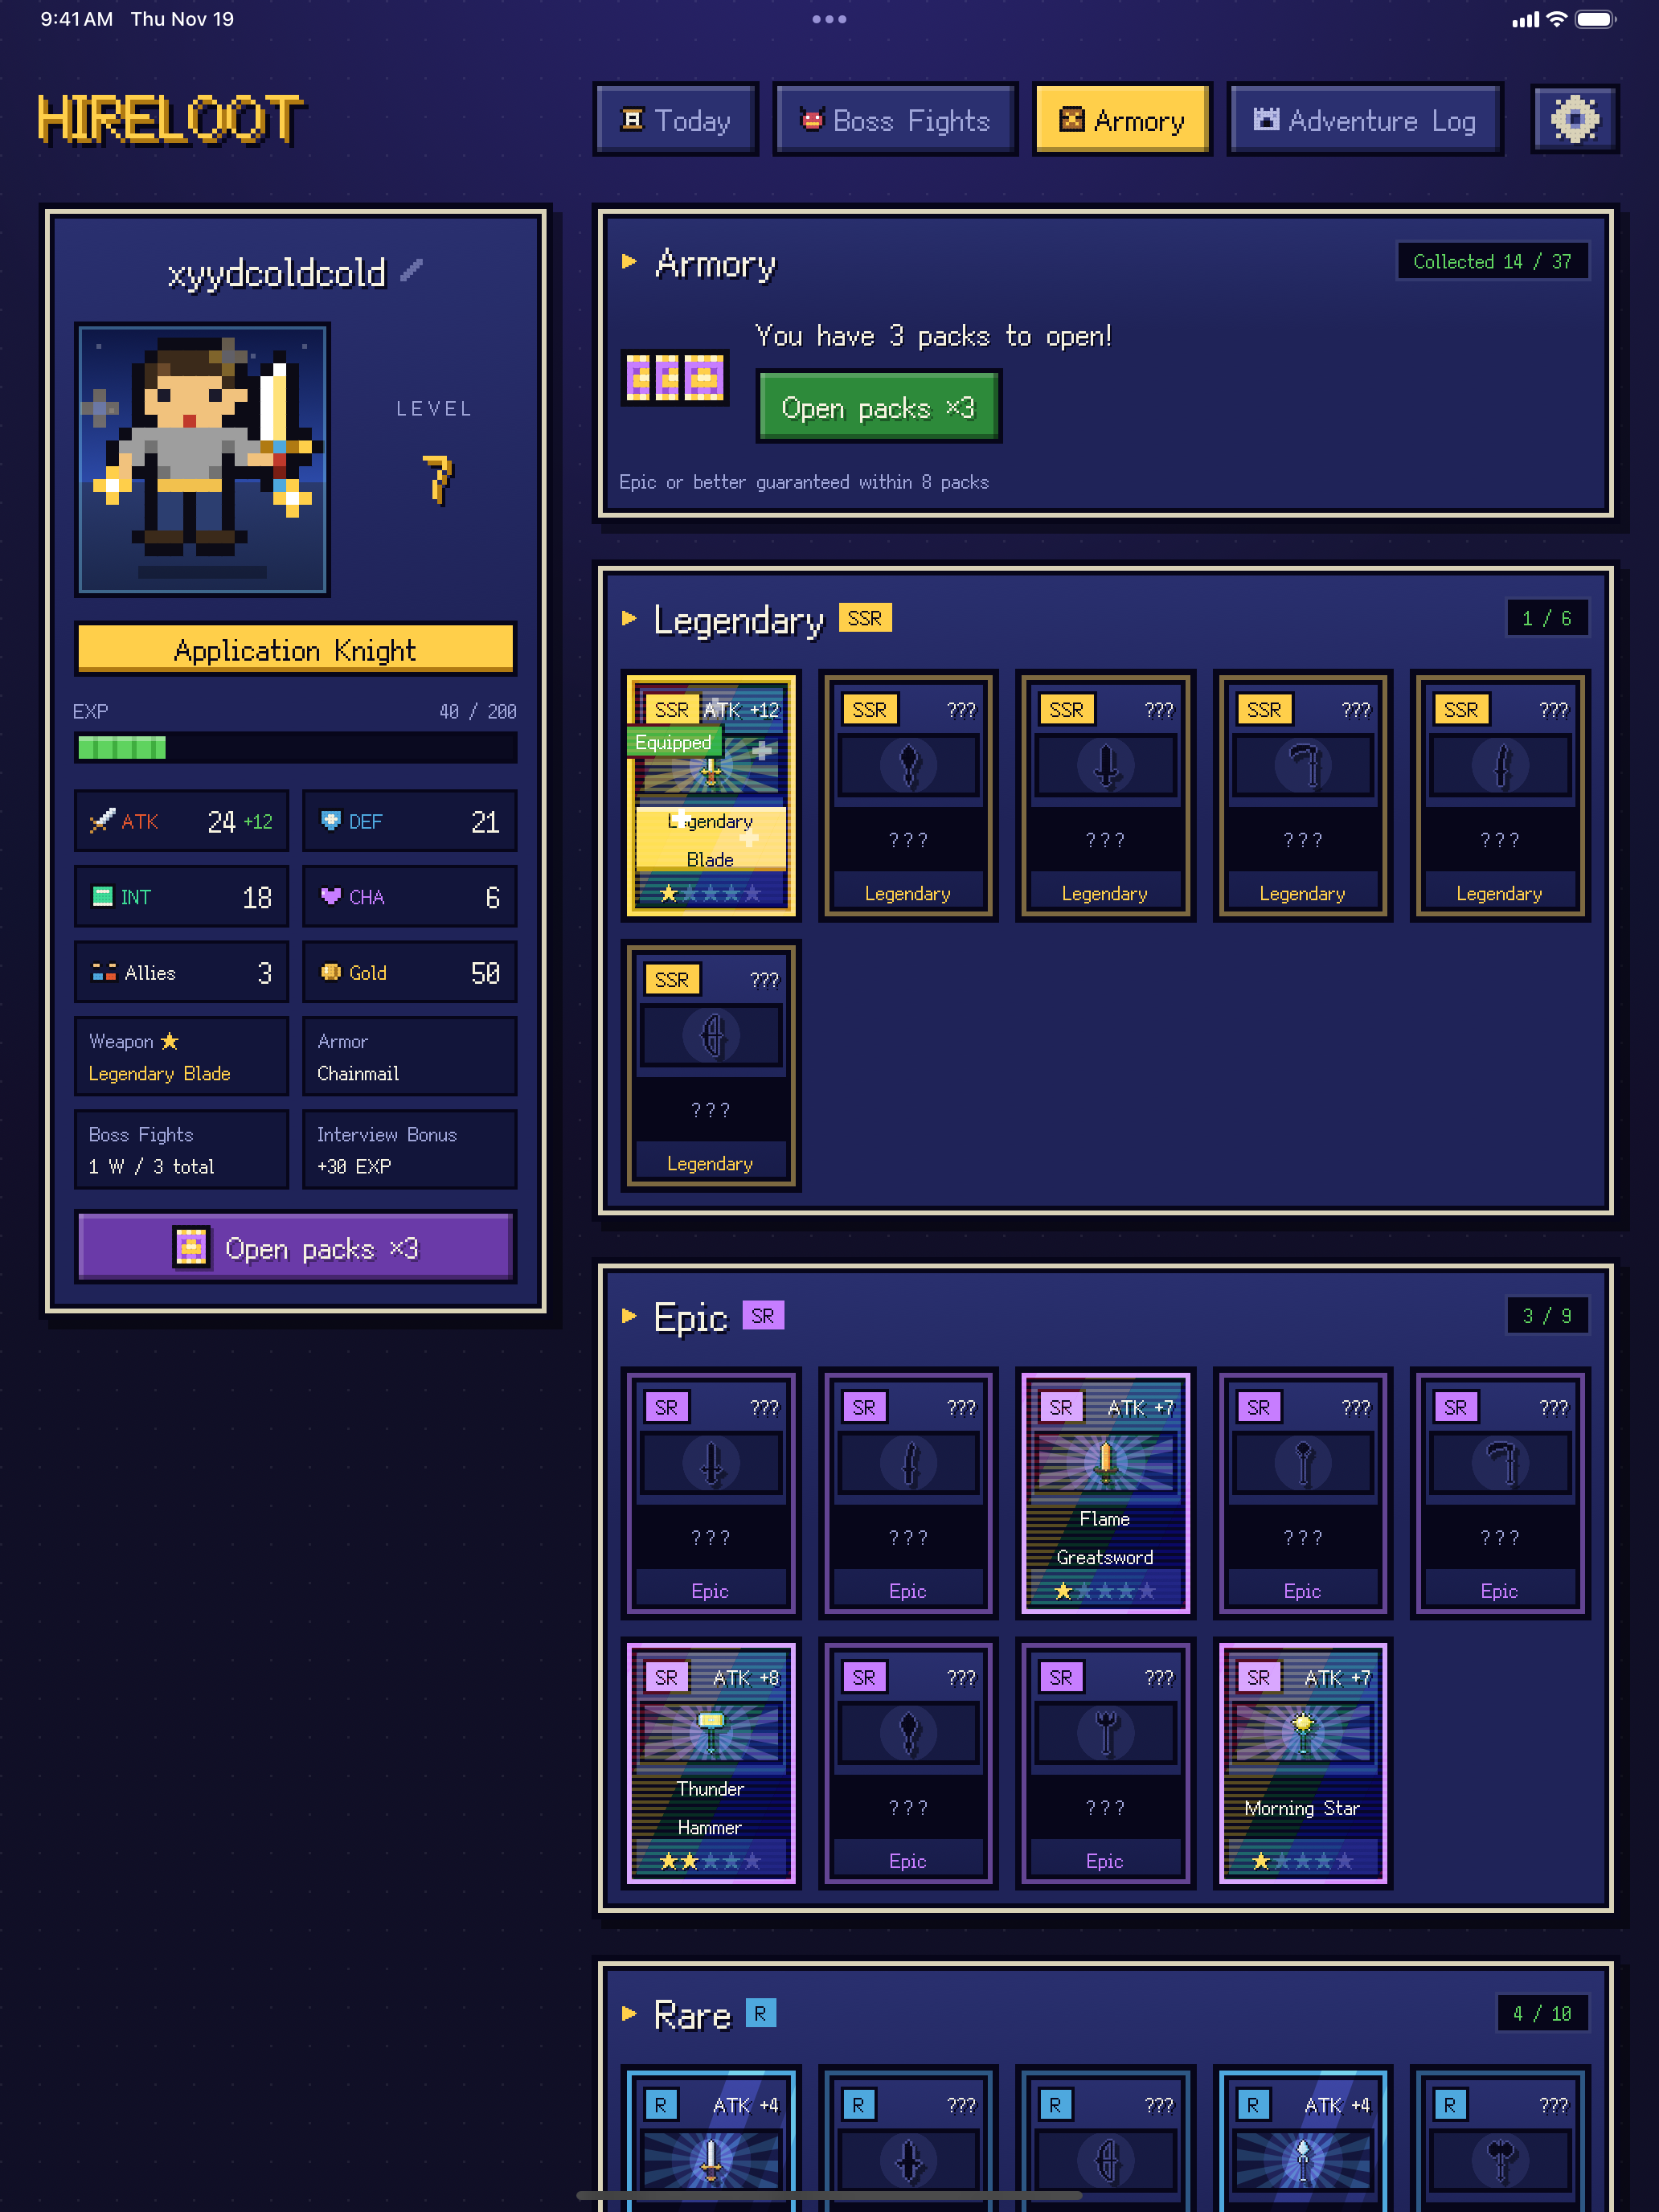 9:41 AM Thu Nov 19
HIRELOOT
Today
Boss Fights
Armory
Adventure Log
xyydcoldcold
LEVEL
7
Application Knight
EXP 40 / 200
ATK 24 +12
DEF 21
INT 18
CHA 6
Allies 3
Gold 50
Weapon ★
Legendary Blade
Armor
Chainmail
Boss Fights
1 W / 3 total
Interview Bonus
+30 EXP
Open packs ×3
Armory
Collected 14 / 37
You have 3 packs to open!
Open packs ×3
Epic or better guaranteed within 8 packs
Legendary SSR
1 / 6
SSR ATK +12
Equipped
Legendary
Blade
SSR ???
???
Legendary
SSR ???
???
Legendary
SSR ???
???
Legendary
SSR ???
???
Legendary
SSR ???
???
Legendary
Epic SR
3 / 9
SR ???
???
Epic
SR ???
???
Epic
SR ATK +7
Flame
Greatsword
SR ???
???
Epic
SR ???
???
Epic
SR ATK +8
Thunder
Hammer
SR ???
???
Epic
SR ???
???
Epic
SR ATK +7
Morning Star
Rare R
4 / 10
R ATK +4
R ???
R ???
R ATK +4
R ???